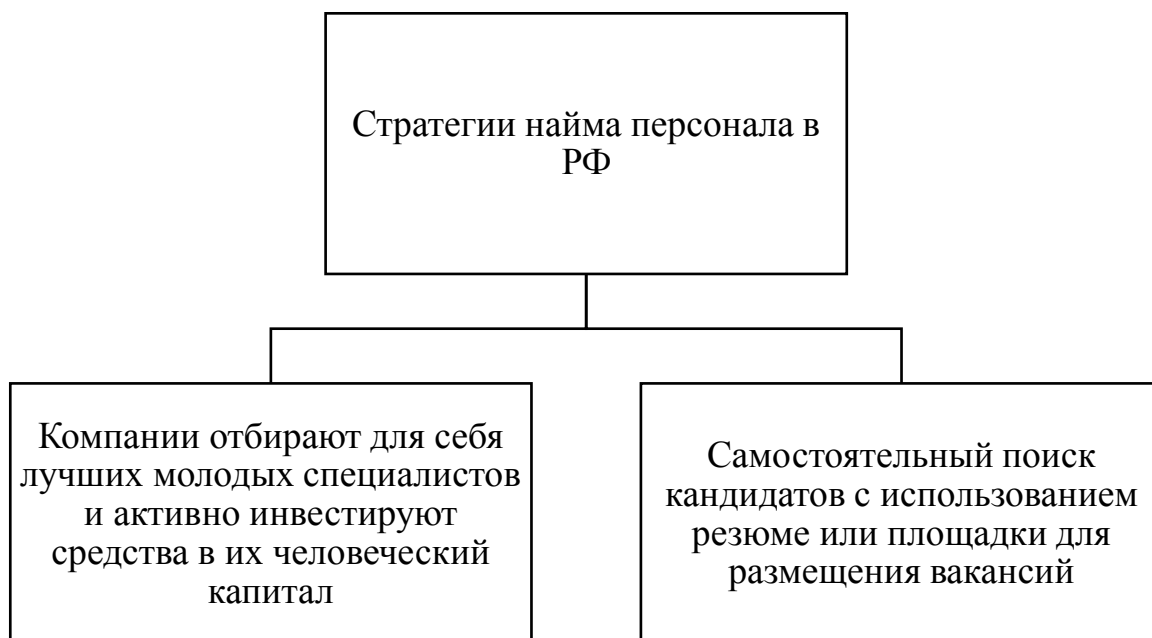 Стратегии найма персонала в
РФ
Компании отбирают для себя
лучших молодых специалистов
и активно инвестируют
средства в их человеческий
капитал
Самостоятельный поиск
кандидатов с использованием
резюме или площадки для
размещения вакансий